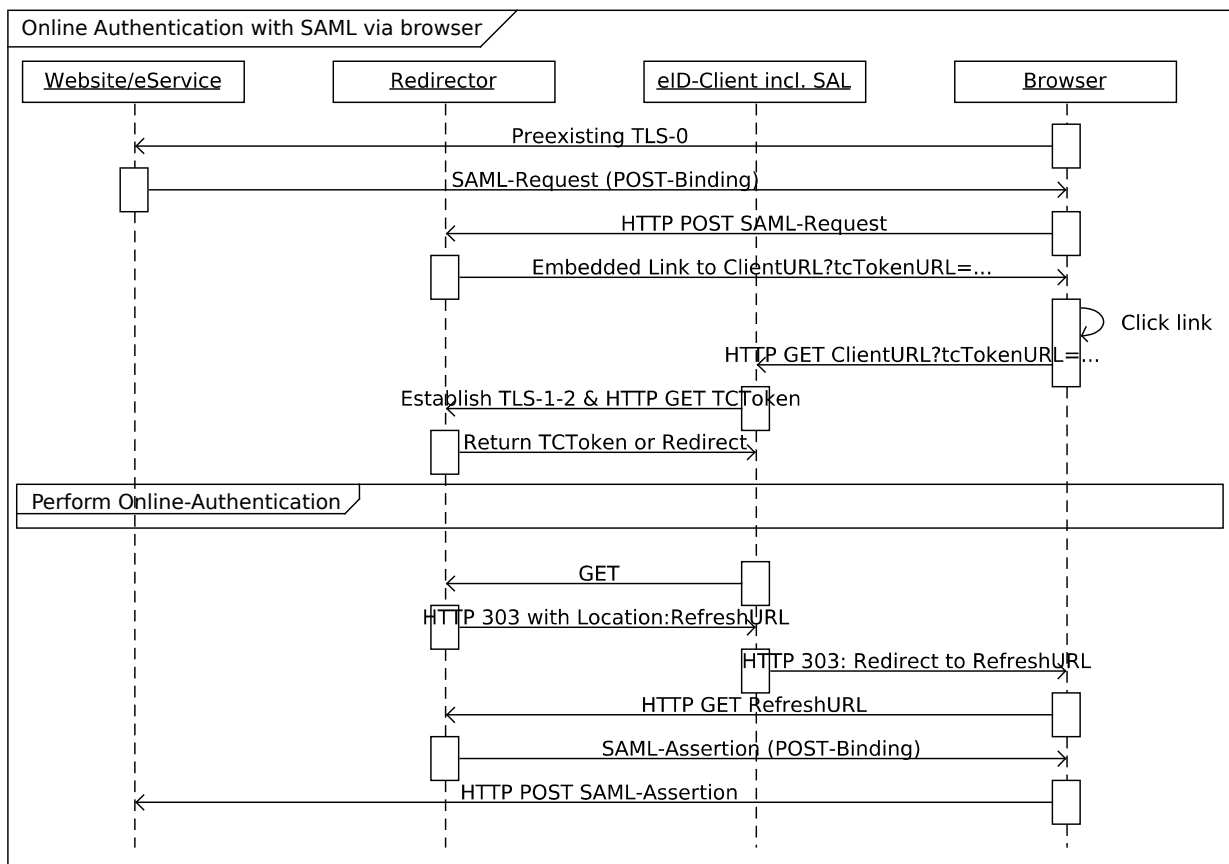 Online Authentication with SAML via browser
Website/eService
Redirector
eID-Client incl. SAL
Browser
Preexisting TLS-0
SAML-Request (POST-Binding)
HTTP POST SAML-Request
Embedded Link to ClientURL?tcTokenURL=...
Click link
HTTP GET ClientURL?tcTokenURL=...
Establish TLS-1-2 & HTTP GET TCToken
Return TCToken or Redirect
Perform Online-Authentication
GET
HTTP 303 with Location:RefreshURL
HTTP 303: Redirect to RefreshURL
HTTP GET RefreshURL
SAML-Assertion (POST-Binding)
HTTP POST SAML-Assertion